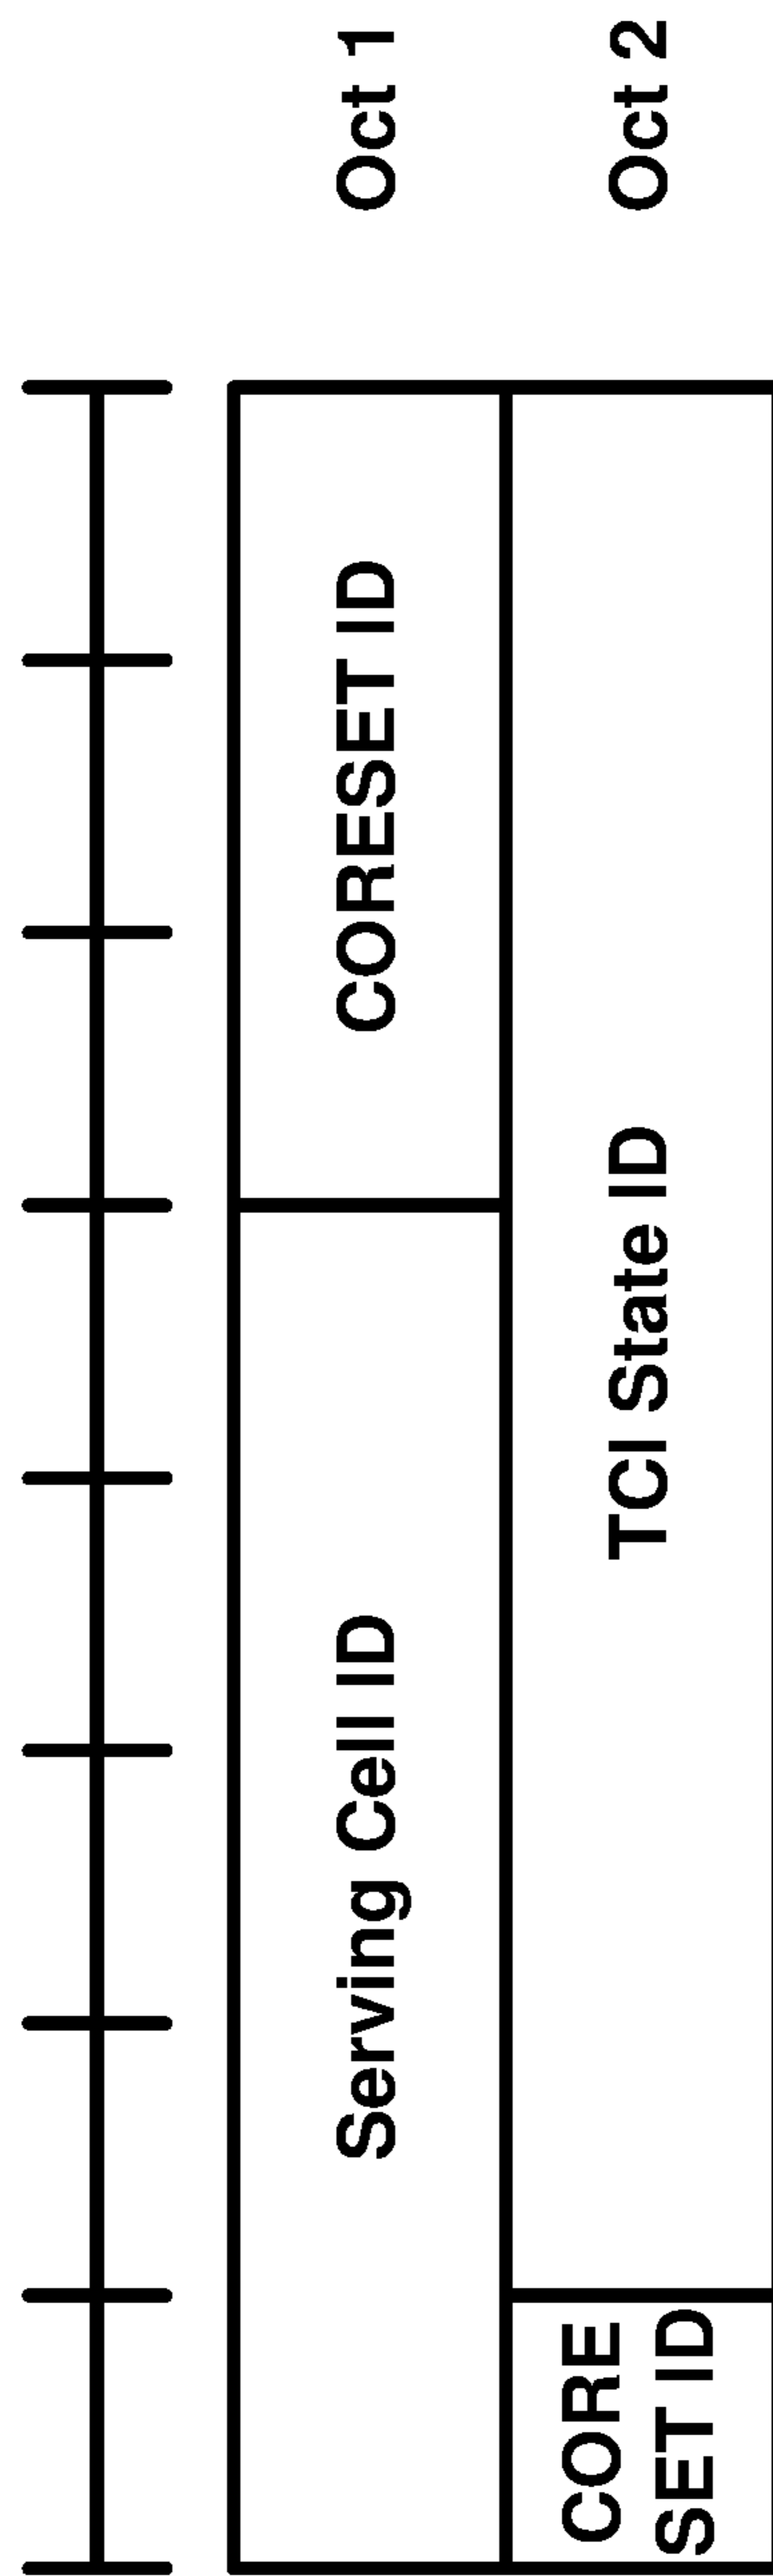 Serving Cell ID
CORESET ID
Oct 1
CORE
SET ID
TCI State ID
Oct 2